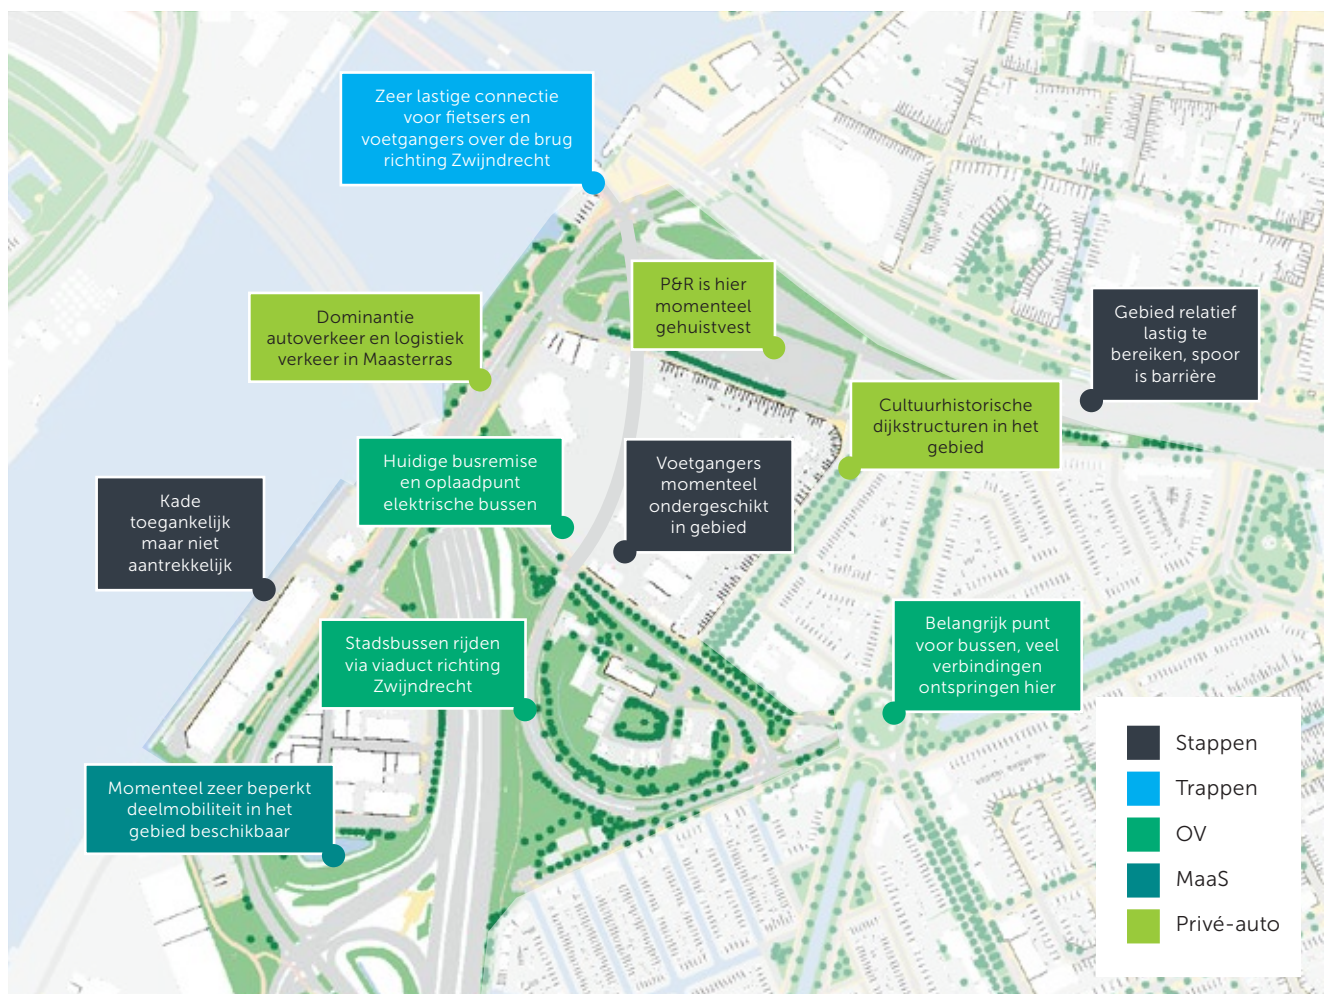 Zeer lastige connectie
voor fietsers en
voetgangers over de brug
richting Zwijndrecht
P&R is hier
momenteel
gehuistvest
Dominantie
autoverkeer en logistiek
verkeer in Maasterras
Gebied relatief
lastig te
bereiken, spoor
is barrière
Cultuurhistorische
dijkstructuren in het
gebied
Huidige busremise
en oplaadpunt
elektrische bussen
Voetgangers
momenteel
ondergeschikt
in gebied
Kade
toegankelijk
maar niet
aantrekkelijk
Stadsbussen rijden
via viaduct richting
Zwijndrecht
Belangrijk punt
voor bussen, veel
verbindingen
ontspringen hier
Momenteel zeer beperkt
deelmobiliteit in het
gebied beschikbaar
Stappen
Trappen
OV
MaaS
Privé-auto